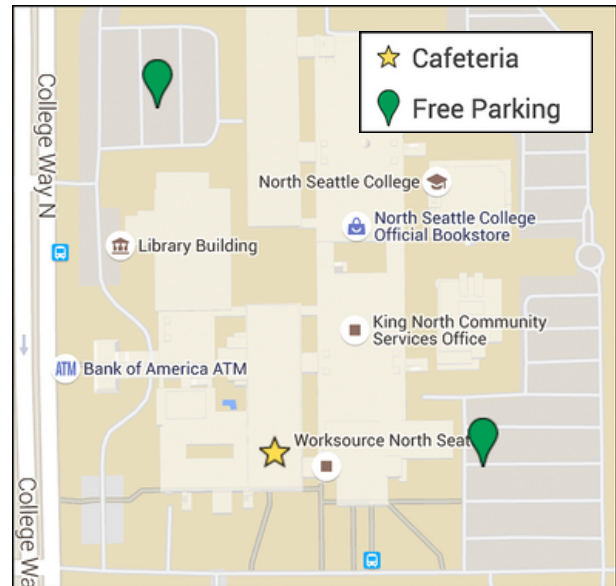 Cafeteria
Free Parking
College Way N
North Seattle College
North Seattle College
Official Bookstore
Library Building
King North Community
Services Office
ATM
Bank of America ATM
Worksource North Seat
College Wa